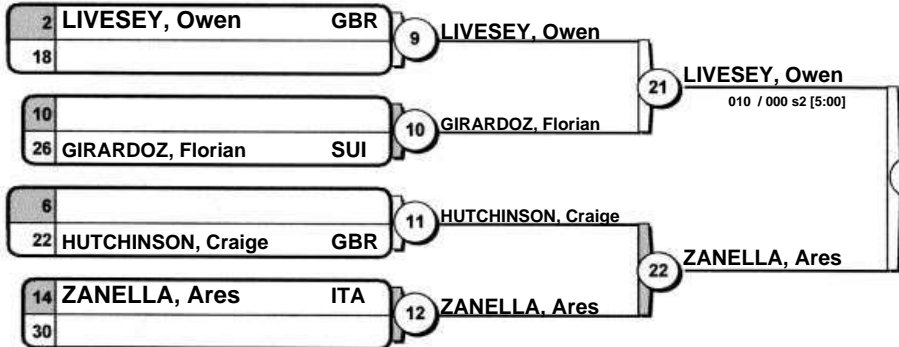 2 LIVESEY, Owen GBR
18
9
LIVESEY, Owen
10
26 GIRARDOZ, Florian SUI
10
GIRARDOZ, Florian
21
LIVESEY, Owen
010 / 000 s2 [5:00]
6
22 HUTCHINSON, Craige GBR
11
HUTCHINSON, Craige
14 ZANELLA, Ares ITA
30
12
ZANELLA, Ares
22
ZANELLA, Ares